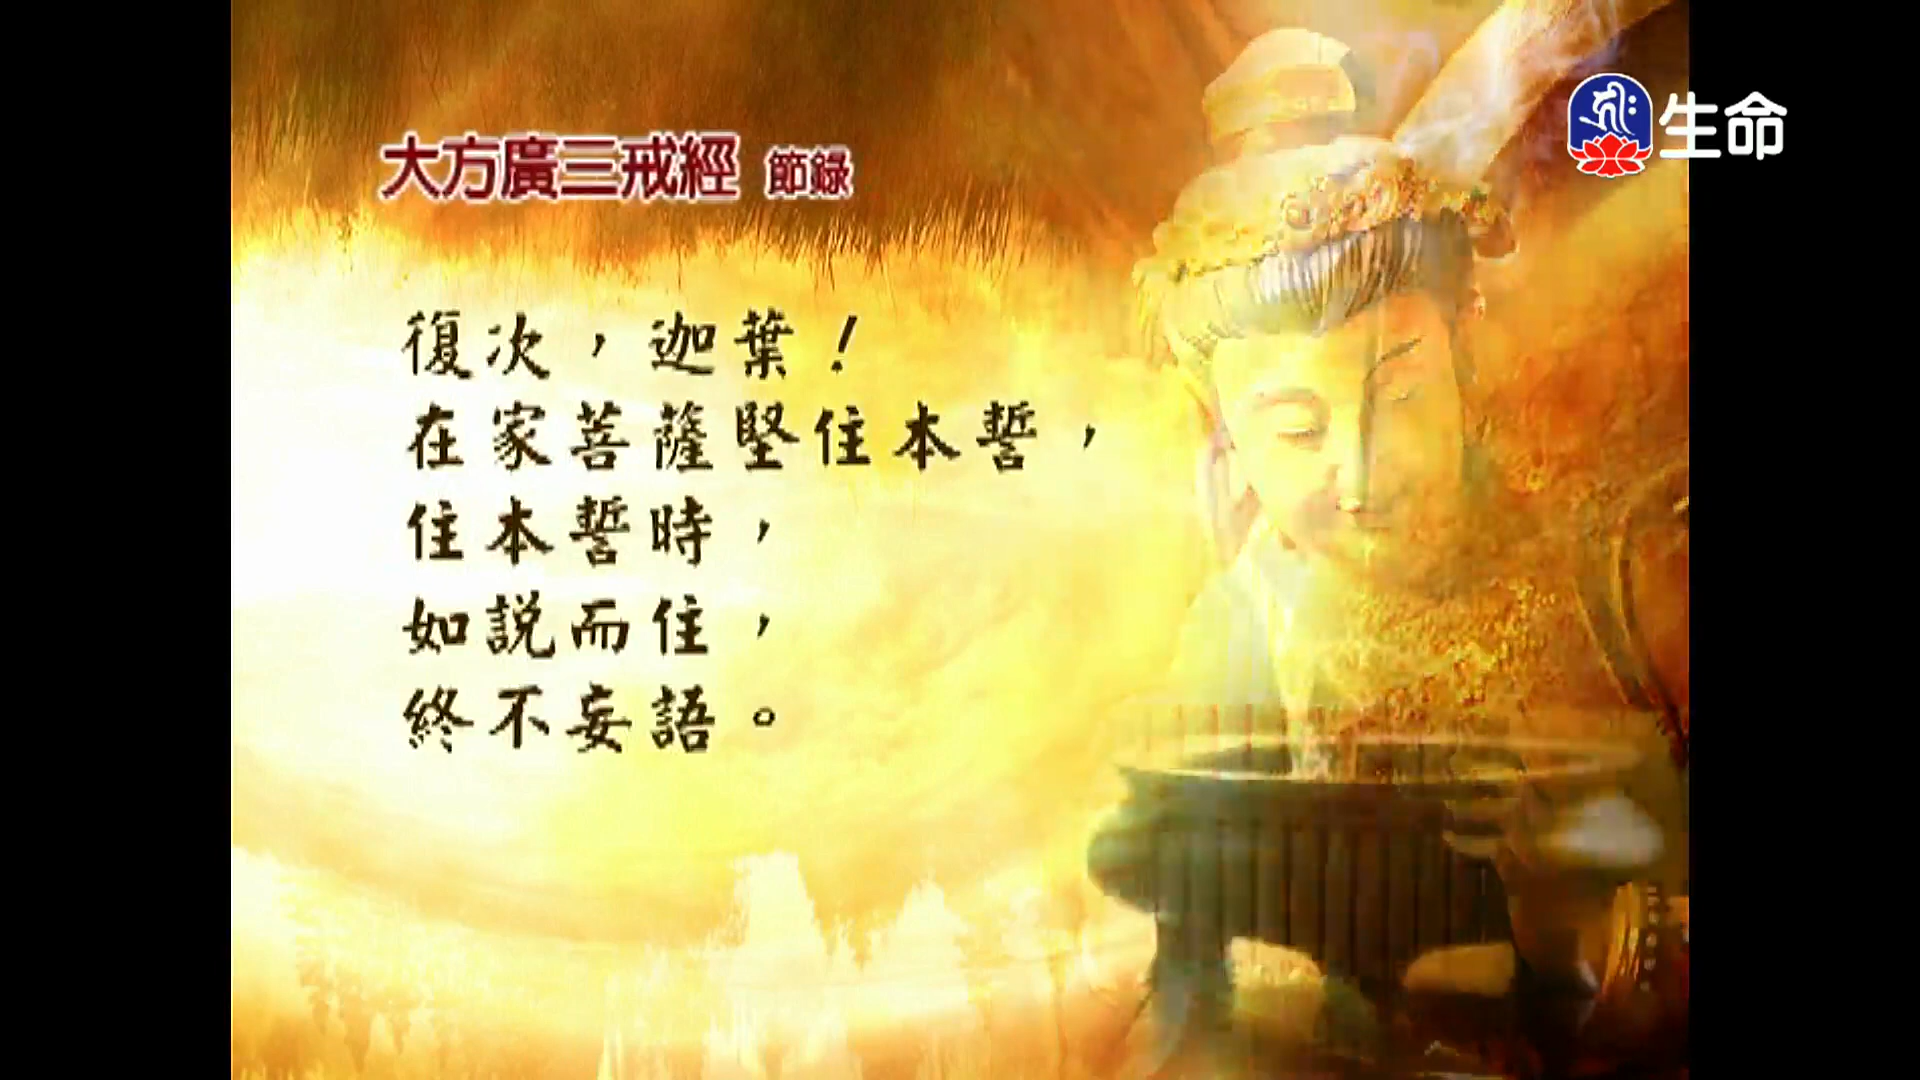 大方廣三戒經 節録
生命
復次，迦葉！
在家菩薩堅住本誓，
住本誓時，
如說而住，
終不妄語。